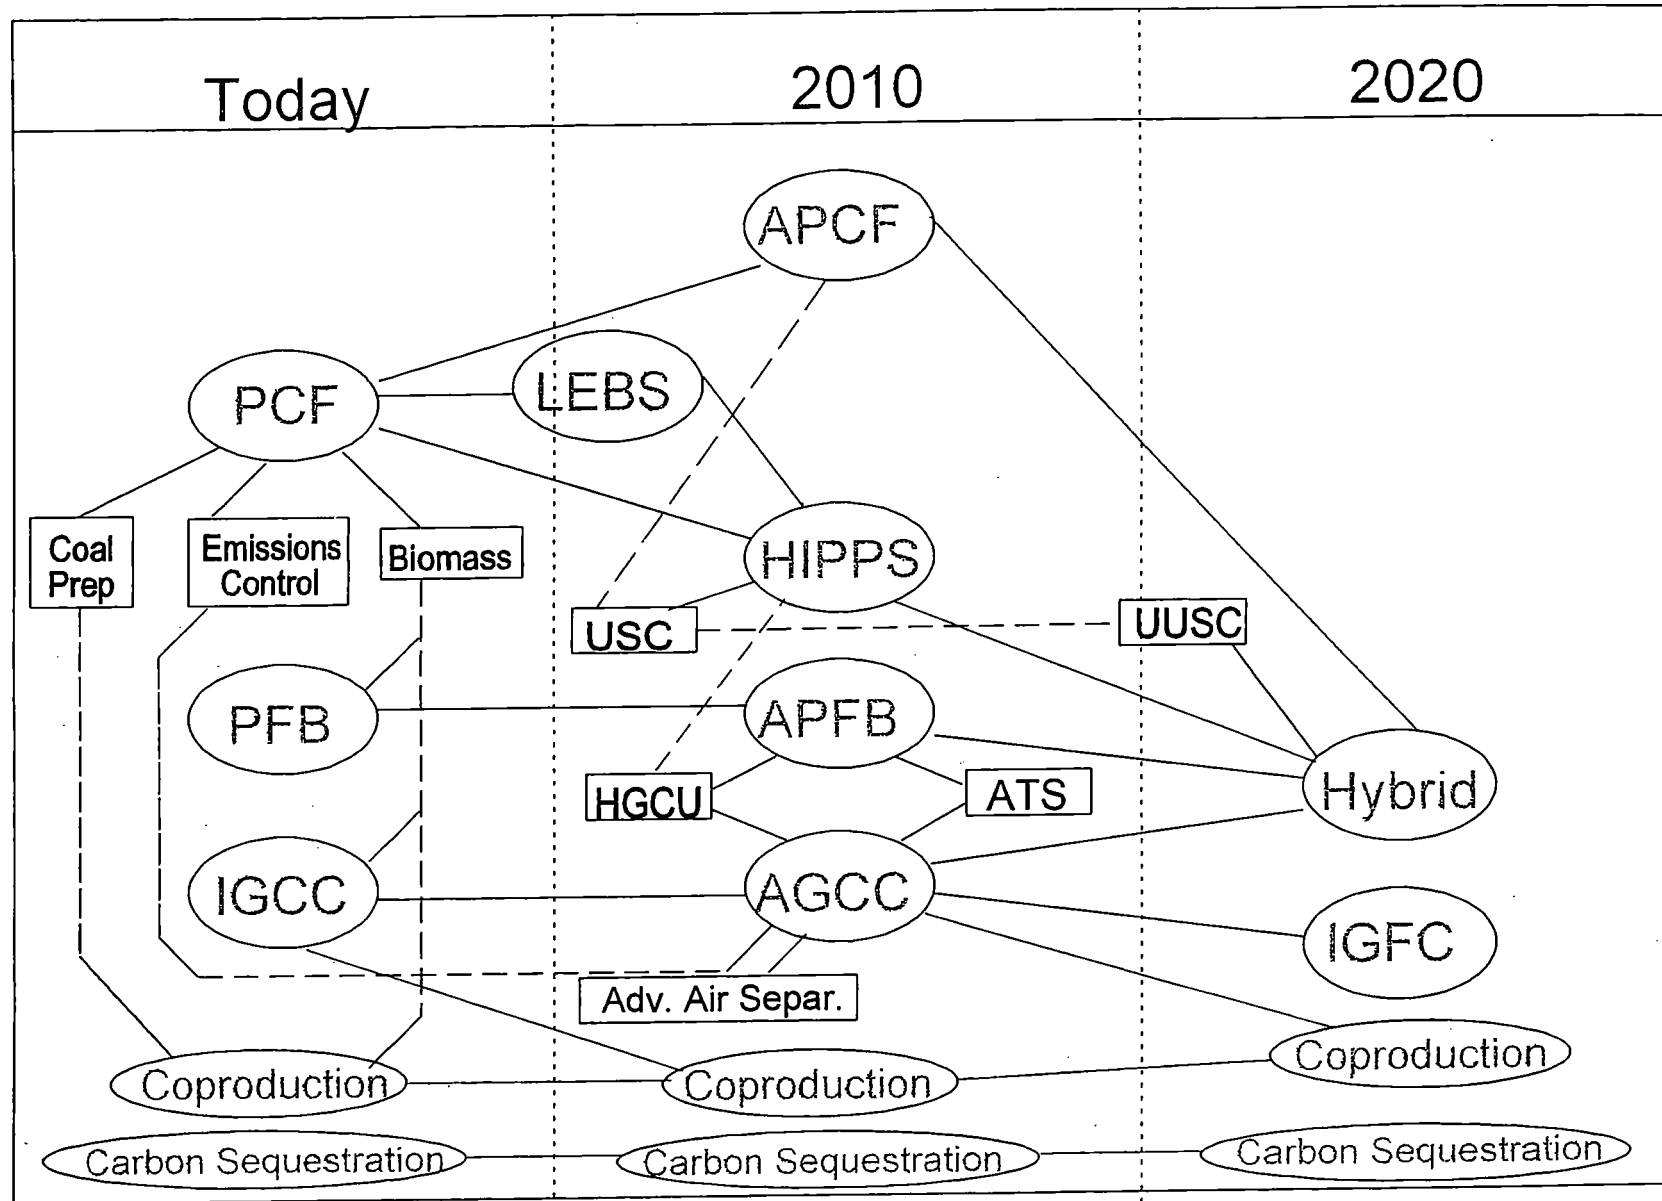 Today
2010
2020
APCF
PCF
LEBS
Coal
Prep
Emissions
Control
Biomass
HIPPS
USC
UUSC
PFB
APFB
HGCU
ATS
Hybrid
IGCC
AGCC
IGFC
Adv. Air Separ.
Coproduction
Coproduction
Coproduction
Carbon Sequestration
Carbon Sequestration
Carbon Sequestration